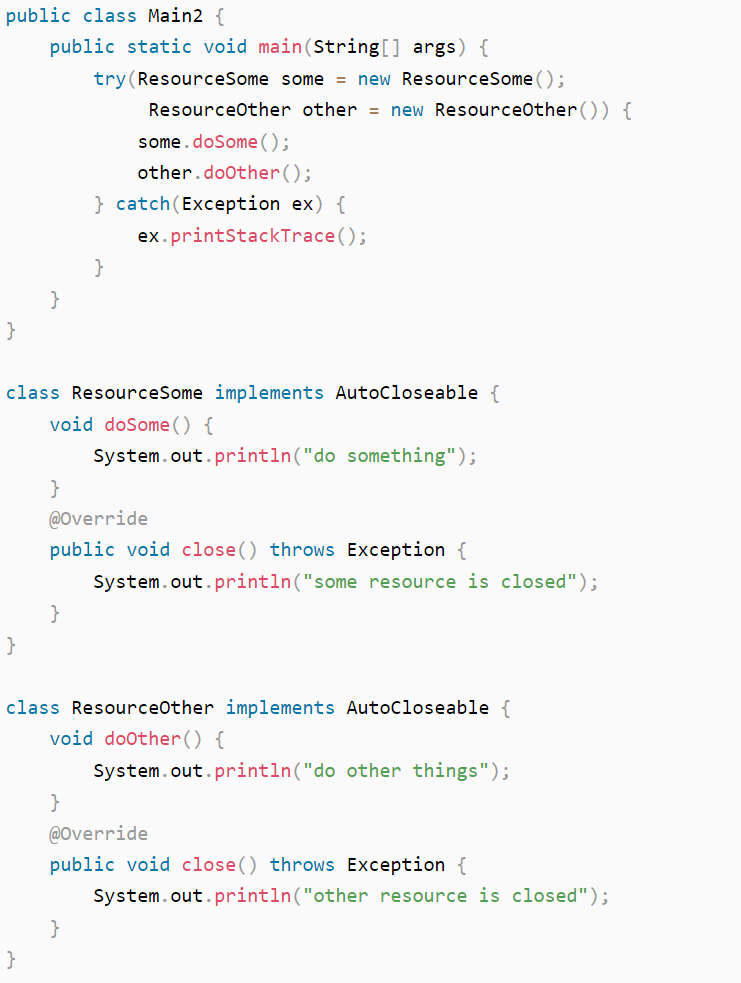 public class Main2 {
    public static void main(String[] args) {
        try(ResourceSome some = new ResourceSome();
             ResourceOther other = new ResourceOther()) {
            some.doSome();
            other.doOther();
        } catch(Exception ex) {
            ex.printStackTrace();
        }
    }
}

class ResourceSome implements AutoCloseable {
    void doSome() {
        System.out.println("do something");
    }
    @Override
    public void close() throws Exception {
        System.out.println("some resource is closed");
    }
}

class ResourceOther implements AutoCloseable {
    void doOther() {
        System.out.println("do other things");
    }
    @Override
    public void close() throws Exception {
        System.out.println("other resource is closed");
    }
}